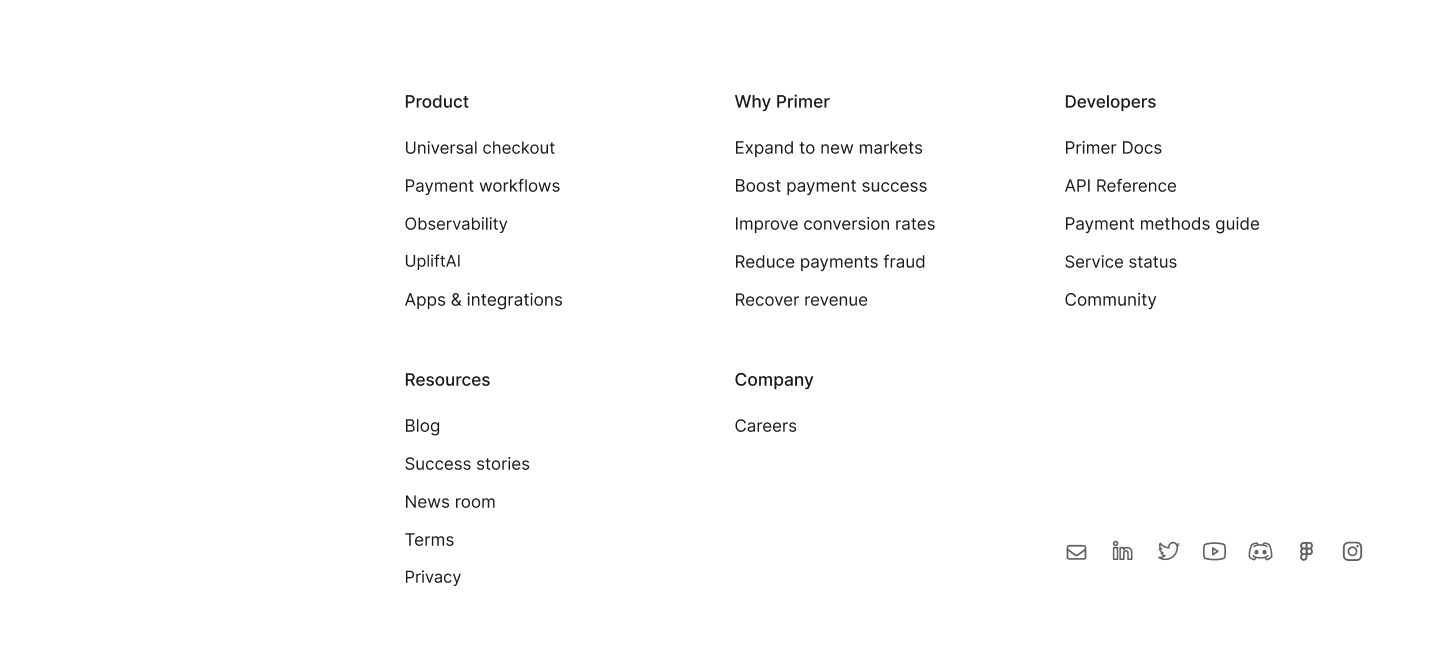 Product
Universal checkout
Payment workflows
Observability
UpliftAI
Apps & integrations
Why Primer
Expand to new markets
Boost payment success
Improve conversion rates
Reduce payments fraud
Recover revenue
Developers
Primer Docs
API Reference
Payment methods guide
Service status
Community
Resources
Blog
Success stories
News room
Terms
Privacy
Company
Careers